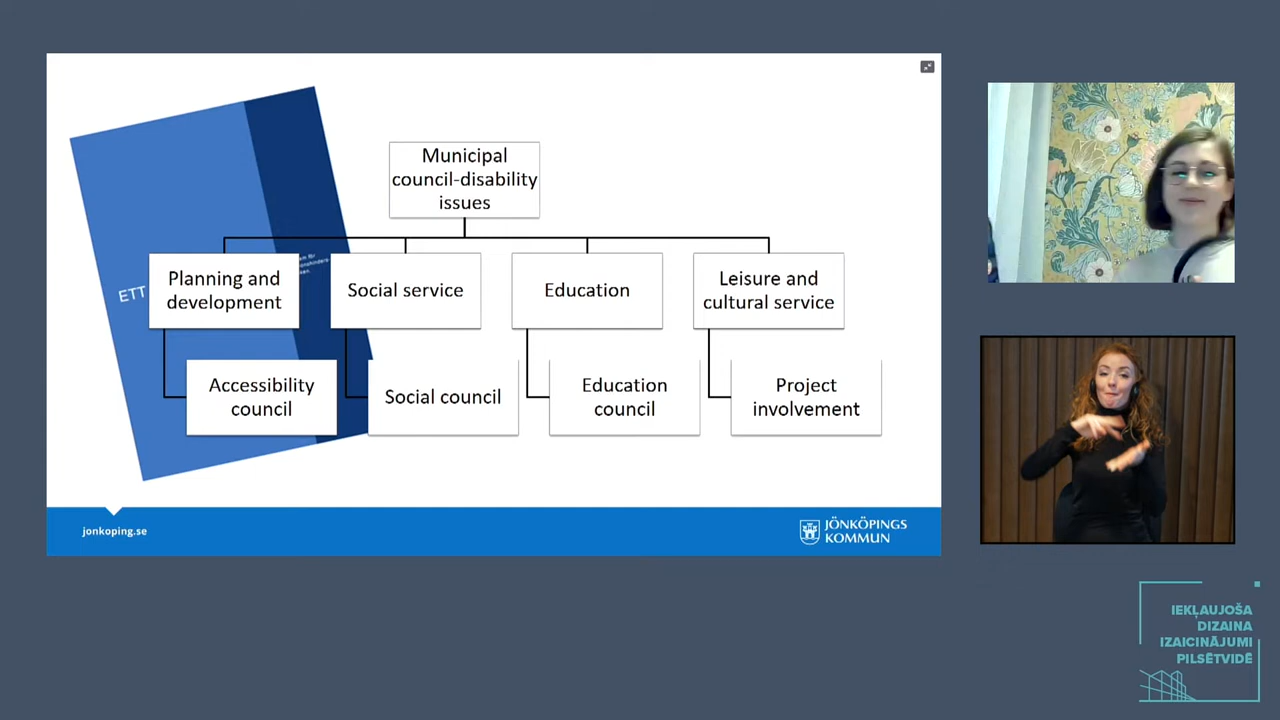 Municipal
council-disability
issues
Planning and
development
Social service
Education
Leisure and
cultural service
ETT
Accessibility
council
Social council
Education
council
Project
involvement
jonkoping.se
JÖNKÖPINGS
KOMMUN
IEKĻAUJOŠA
DIZAINA
IZAICINĀJUMI
PILSĒTVIDĒ